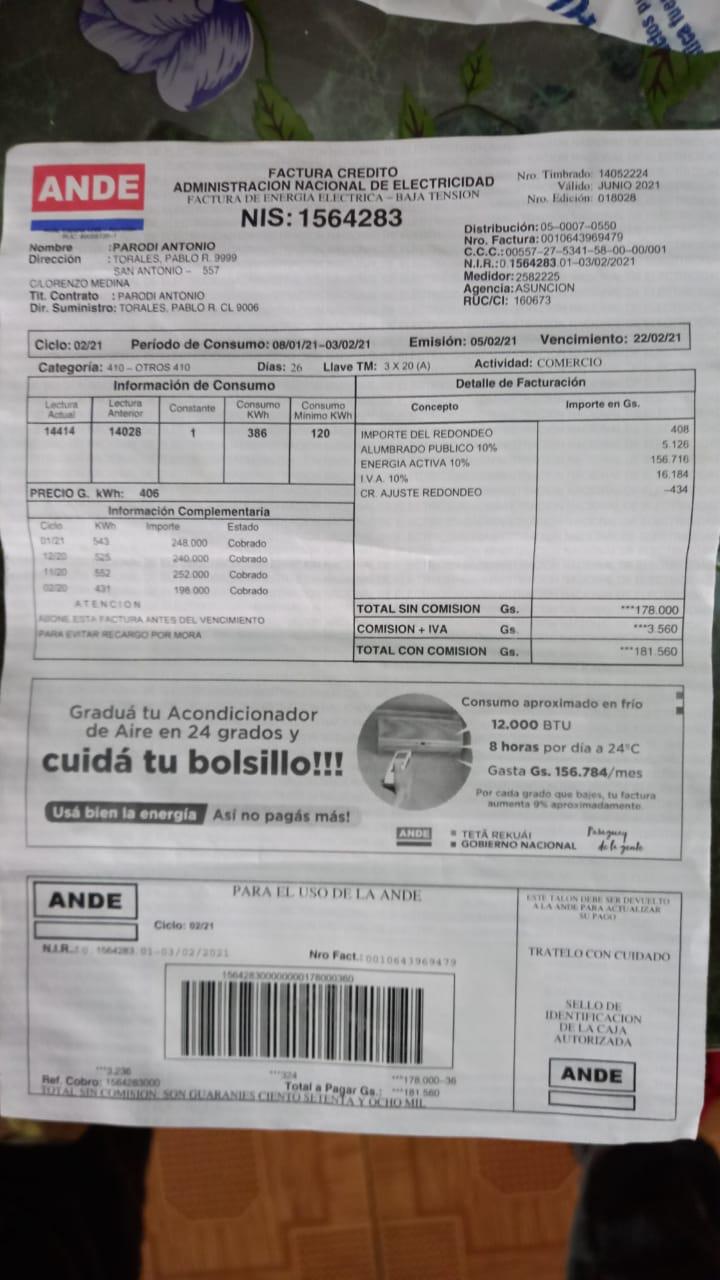 ANDE
FACTURA CREDITO
ADMINISTRACION NACIONAL DE ELECTRICIDAD
FACTURA DE ENERGIA ELECTRICA - BAJA TENSION
NIS: 1564283
Nro. Timbrado: 14052224
Válido: JUNIO 2021
Nro. Edición: 018028
Nombre :PARODI ANTONIO
Dirección : TORALES, PABLO R. 9999
SAN ANTONIO - 557
C/LORENZO MEDINA
Tit. Contrato : PARODI ANTONIO
Dir. Suministro: TORALES, PABLO R. CL 9006
Distribución: 05-0007-0550
Nro. Factura: 0010643969479
C.C.C.: 00557-27-5341-58-00-00/001
N.I.R.: 0.1564283.01-03/02/2021
Medidor: 2582225
Agencia: ASUNCION
RUC/CI: 160673
Ciclo: 02/21 Período de Consumo: 08/01/21-03/02/21 Emisión: 05/02/21 Vencimiento: 22/02/21
Categoría: 410 - OTROS 410 Días: 26 Llave TM: 3 X 20 (A) Actividad: COMERCIO
Información de Consumo
Lectura Actual Lectura Anterior Constante Consumo KWh Consumo Mínimo KWh
14414 14028 1 386 120
PRECIO G. kWh: 406
Información Complementaria
Ciclo KWh Importe Estado
01/21 543 248.000 Cobrado
12/20 525 240.000 Cobrado
11/20 552 252.000 Cobrado
02/20 431 198.000 Cobrado
ATENCION
ABONE ESTA FACTURA ANTES DEL VENCIMIENTO
PARA EVITAR RECARGO POR MORA
Detalle de Facturación
Concepto Importe en Gs.
IMPORTE DEL REDONDEO 408
ALUMBRADO PUBLICO 10% 5.126
ENERGIA ACTIVA 10% 156.716
I.V.A. 10% 16.184
CR. AJUSTE REDONDEO -434
TOTAL SIN COMISION Gs. ***178.000
COMISION + IVA Gs. ***3.560
TOTAL CON COMISION Gs. ***181.560
Graduá tu Acondicionador
de Aire en 24 grados y
cuidá tu bolsillo!!!
Usá bien la energía Así no pagás más!
Consumo aproximado en frío
12.000 BTU
8 horas por día a 24°C
Gasta Gs. 156.784/mes
Por cada grado que bajes, tu factura
aumenta 9% aproximadamente.
ANDE
TETÃ REKUÁI
GOBIERNO NACIONAL
Paraguay
de la gente
ANDE
PARA EL USO DE LA ANDE
Ciclo: 02/21
N.I.R.: 0.1564283.01-03/02/2021
Nro Fact.: 0010643969479
***3.236 ***324 ***178.000-36
Ref. Cobro: 1564283000 Total a Pagar Gs.: ***181.560
TOTAL SIN COMISION: SON GUARANIES CIENTO SETENTA Y OCHO MIL
ESTE TALON DEBE SER DEVUELTO
A LA ANDE PARA ACTUALIZAR
SU PAGO
TRATELO CON CUIDADO
SELLO DE
IDENTIFICACION
DE LA CAJA
AUTORIZADA
ANDE